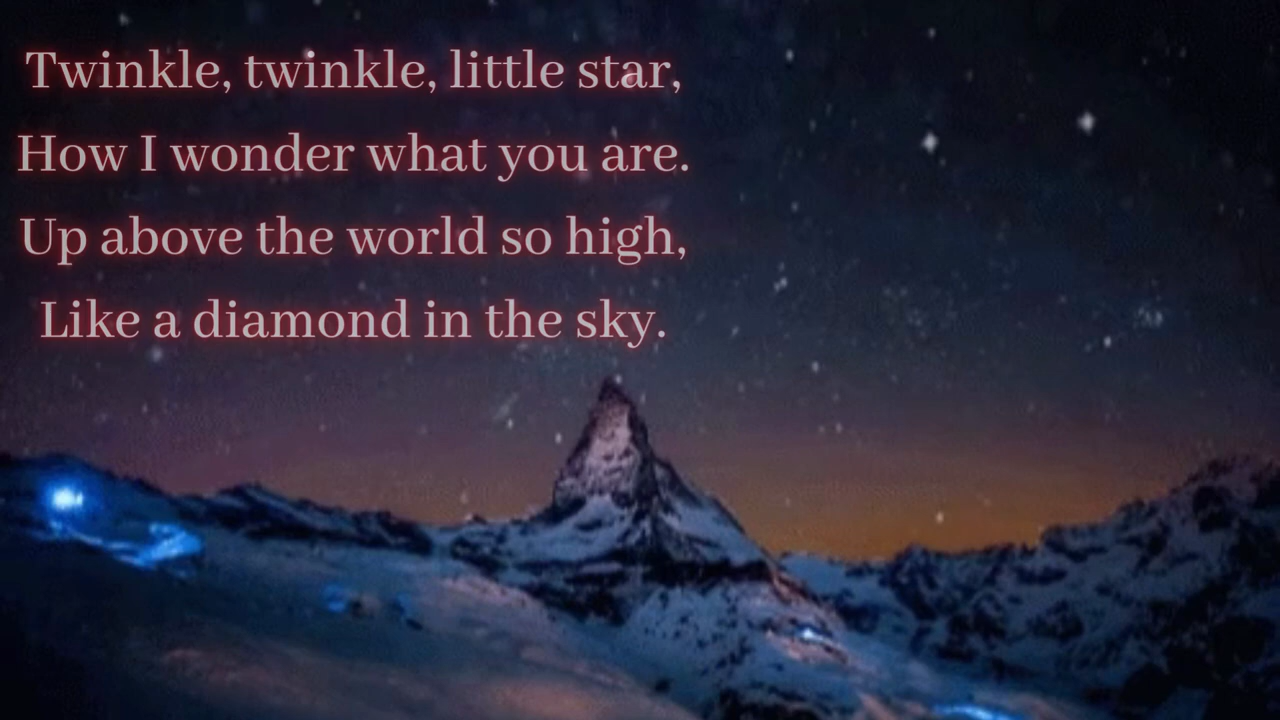 Twinkle, twinkle, little star,
How I wonder what you are.
Up above the world so high,
Like a diamond in the sky.